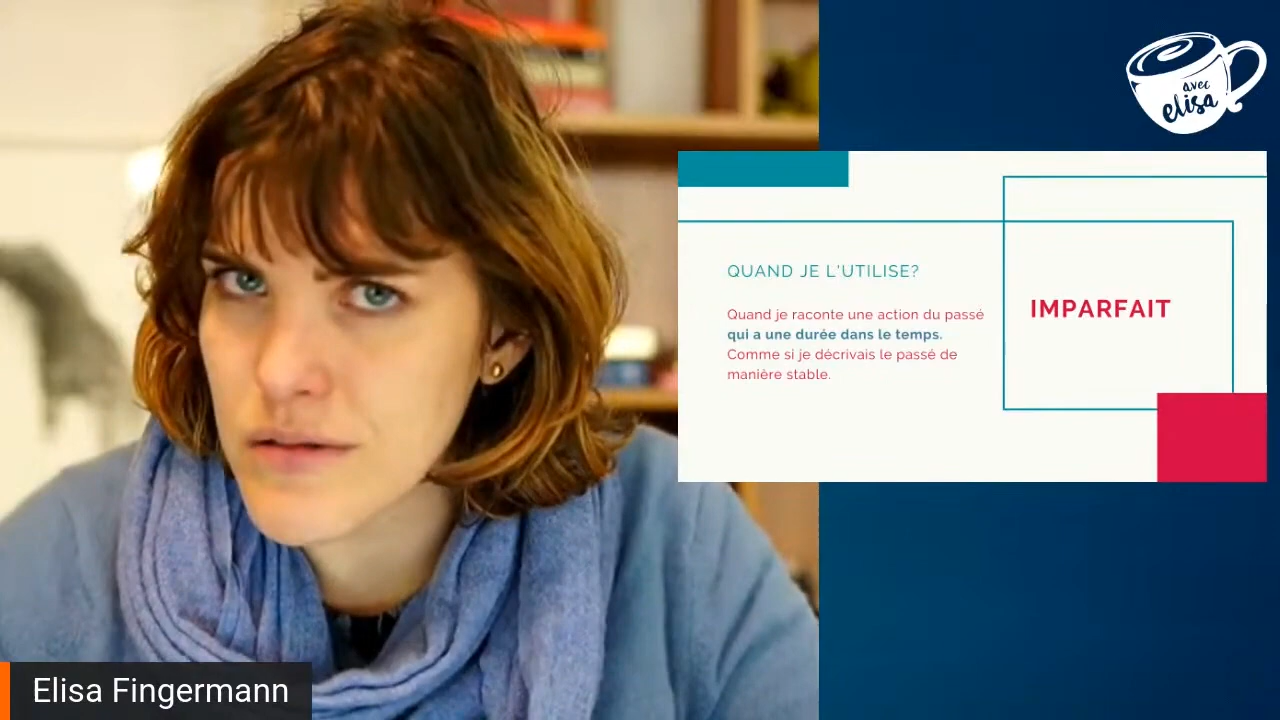 avec
elisa
QUAND JE L'UTILISE?
Quand je raconte une action du passé
qui a une durée dans le temps.
Comme si je décrivais le passé de
manière stable.
IMPARFAIT
Elisa Fingermann